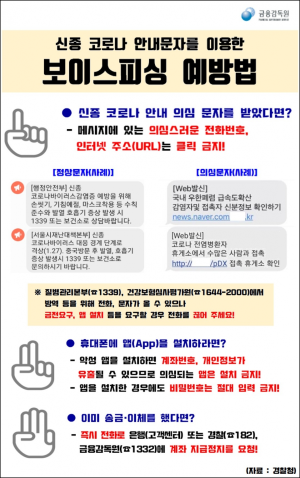 금융감독원
신종 코로나 안내문자를 이용한
보이스피싱 예방법
● 신종 코로나 안내 의심 문자를 받았다면?
- 메시지에 있는 의심스러운 전화번호,
인터넷 주소(URL)는 클릭 금지!
[정상문자(사례)]
[행정안전부] 신종
코로나바이러스감염증 예방을 위해
손씻기, 기침예절, 마스크착용 등 수칙
준수와 발열 호흡기 증상 발생 시
1339 또는 보건소로 상담바랍니다.
[서울시재난대책본부] 신종
코로나바이러스 대응 경계 단계로
격상(1.27). 중국방문 후 발열, 호흡기
증상 발생시 1339 또는 보건소로
문의하시기 바랍니다.
[의심문자(사례)]
[Web발신]
국내 우한폐렴 급속도확산
감염자및 접촉자 신분정보 확인하기
news.naver.com .kr
[Web발신]
코로나 전염병환자
휴게소에서 수많은 사람과 접촉
http:// /pDX 접촉 휴게소 확인
※ 질병관리본부(☎1339), 건강보험심사평가원(☎1644-2000)에서
방역 등을 위해 전화, 문자가 올 수 있으나
금전요구, 앱 설치 등을 요구할 경우 전화를 끊어 주세요!
● 휴대폰에 앱(App)을 설치하라면?
- 악성 앱을 설치하면 계좌번호, 개인정보가
유출될 수 있으므로 의심되는 앱은 설치 금지!
- 앱을 설치한 경우에도 비밀번호는 절대 입력 금지!
● 이미 송금·이체를 했다면?
- 즉시 전화로 은행(고객센터) 또는 경찰(☎182),
금융감독원(☎1332)에 계좌 지급정지를 요청!
(자료 : 경찰청)